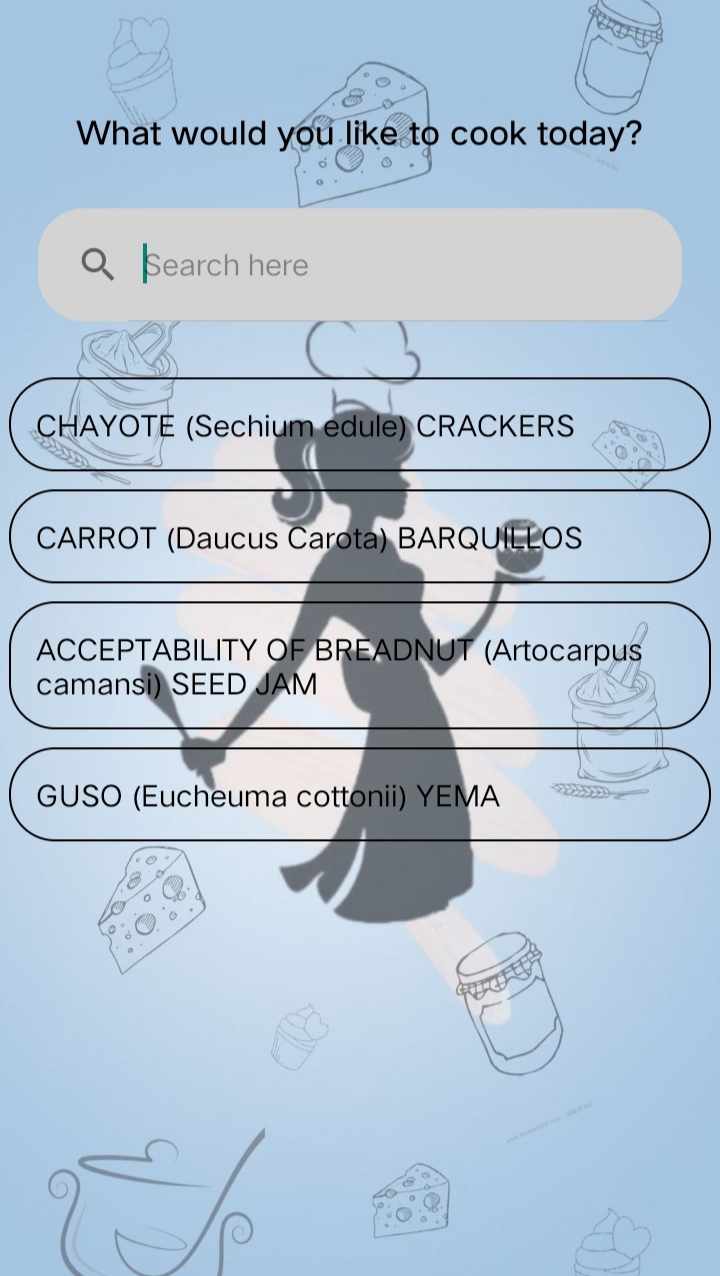 What would you like to cook today?
Search here
CHAYOTE (Sechium edule) CRACKERS
CARROT (Daucus Carota) BARQUILLOS
ACCEPTABILITY OF BREADNUT (Artocarpus
camansi) SEED JAM
GUSO (Eucheuma cottonii) YEMA